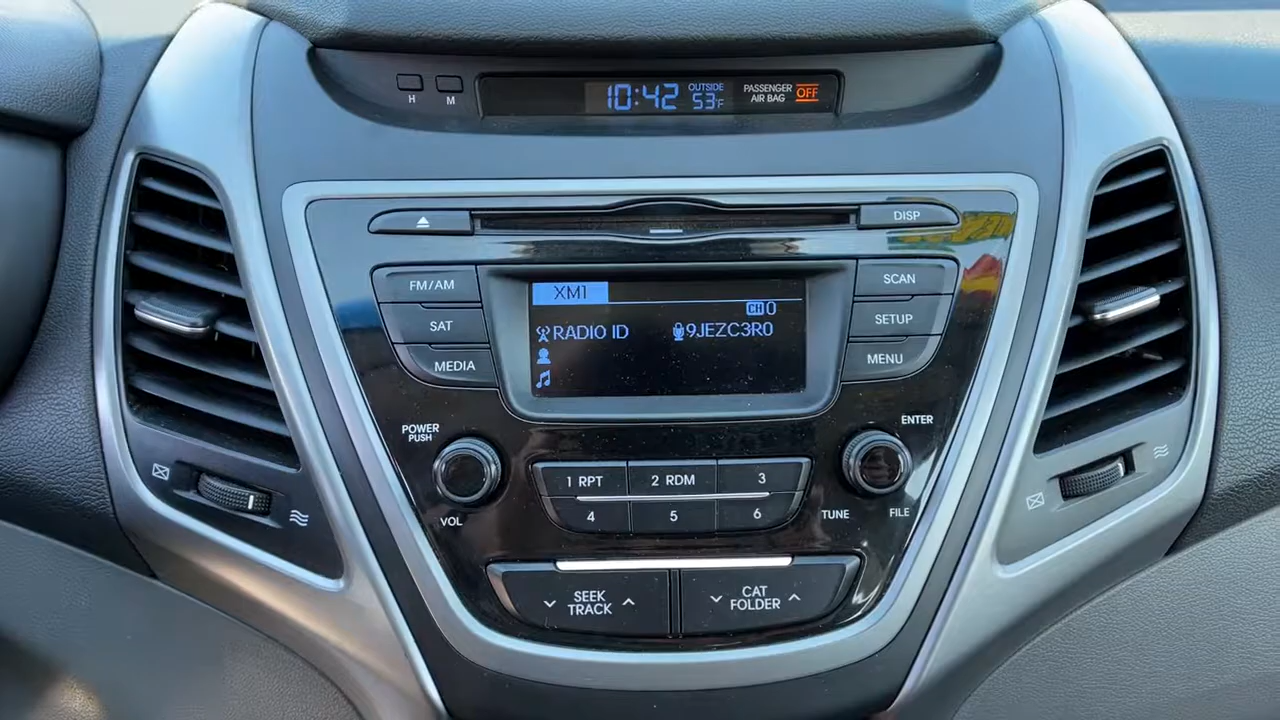 H
M
10:42
OUTSIDE
53°F
PASSENGER
AIR BAG
OFF
DISP
FM/AM
SAT
MEDIA
XM1
CH 0
RADIO ID 9JEZC3R0
SCAN
SETUP
MENU
POWER
PUSH
VOL
ENTER
TUNE
FILE
1 RPT
2 RDM
3
4
5
6
SEEK
TRACK
CAT
FOLDER